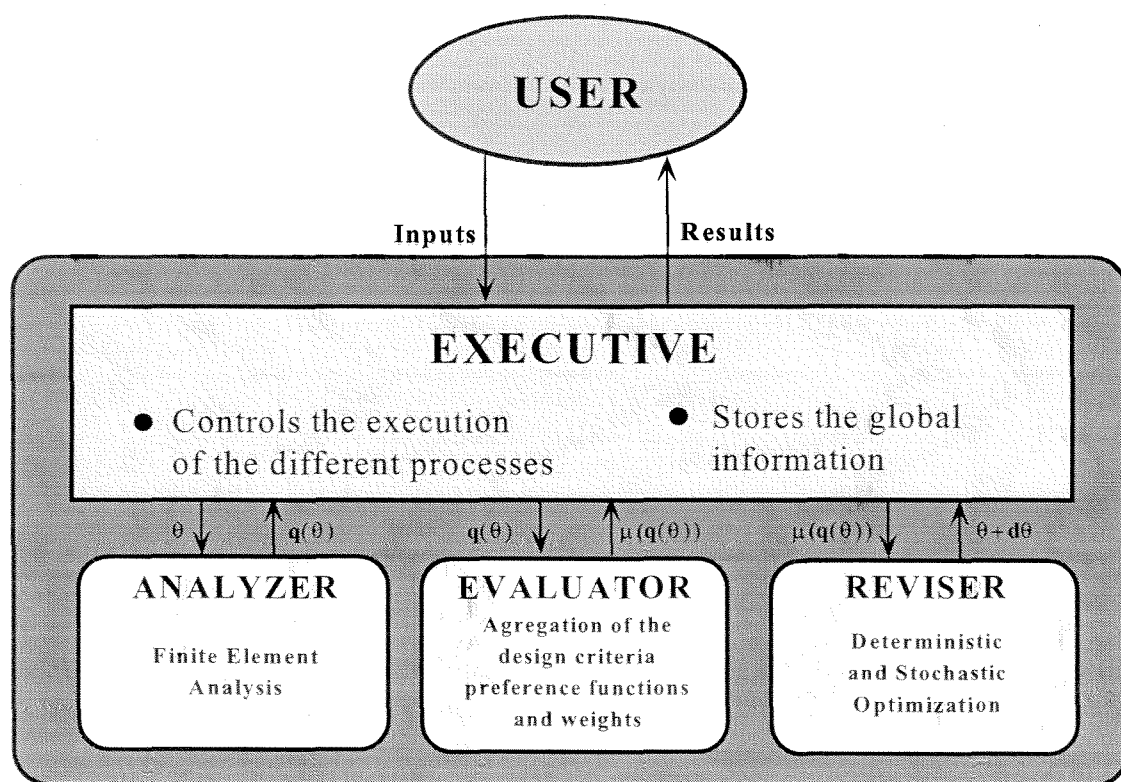 USER
Inputs
Results
EXECUTIVE
● Controls the execution
of the different processes
● Stores the global
information
θ
q(θ)
q(θ)
μ(q(θ))
μ(q(θ))
θ+dθ
ANALYZER
Finite Element
Analysis
EVALUATOR
Agregation of the
design criteria
preference functions
and weights
REVISER
Deterministic
and Stochastic
Optimization